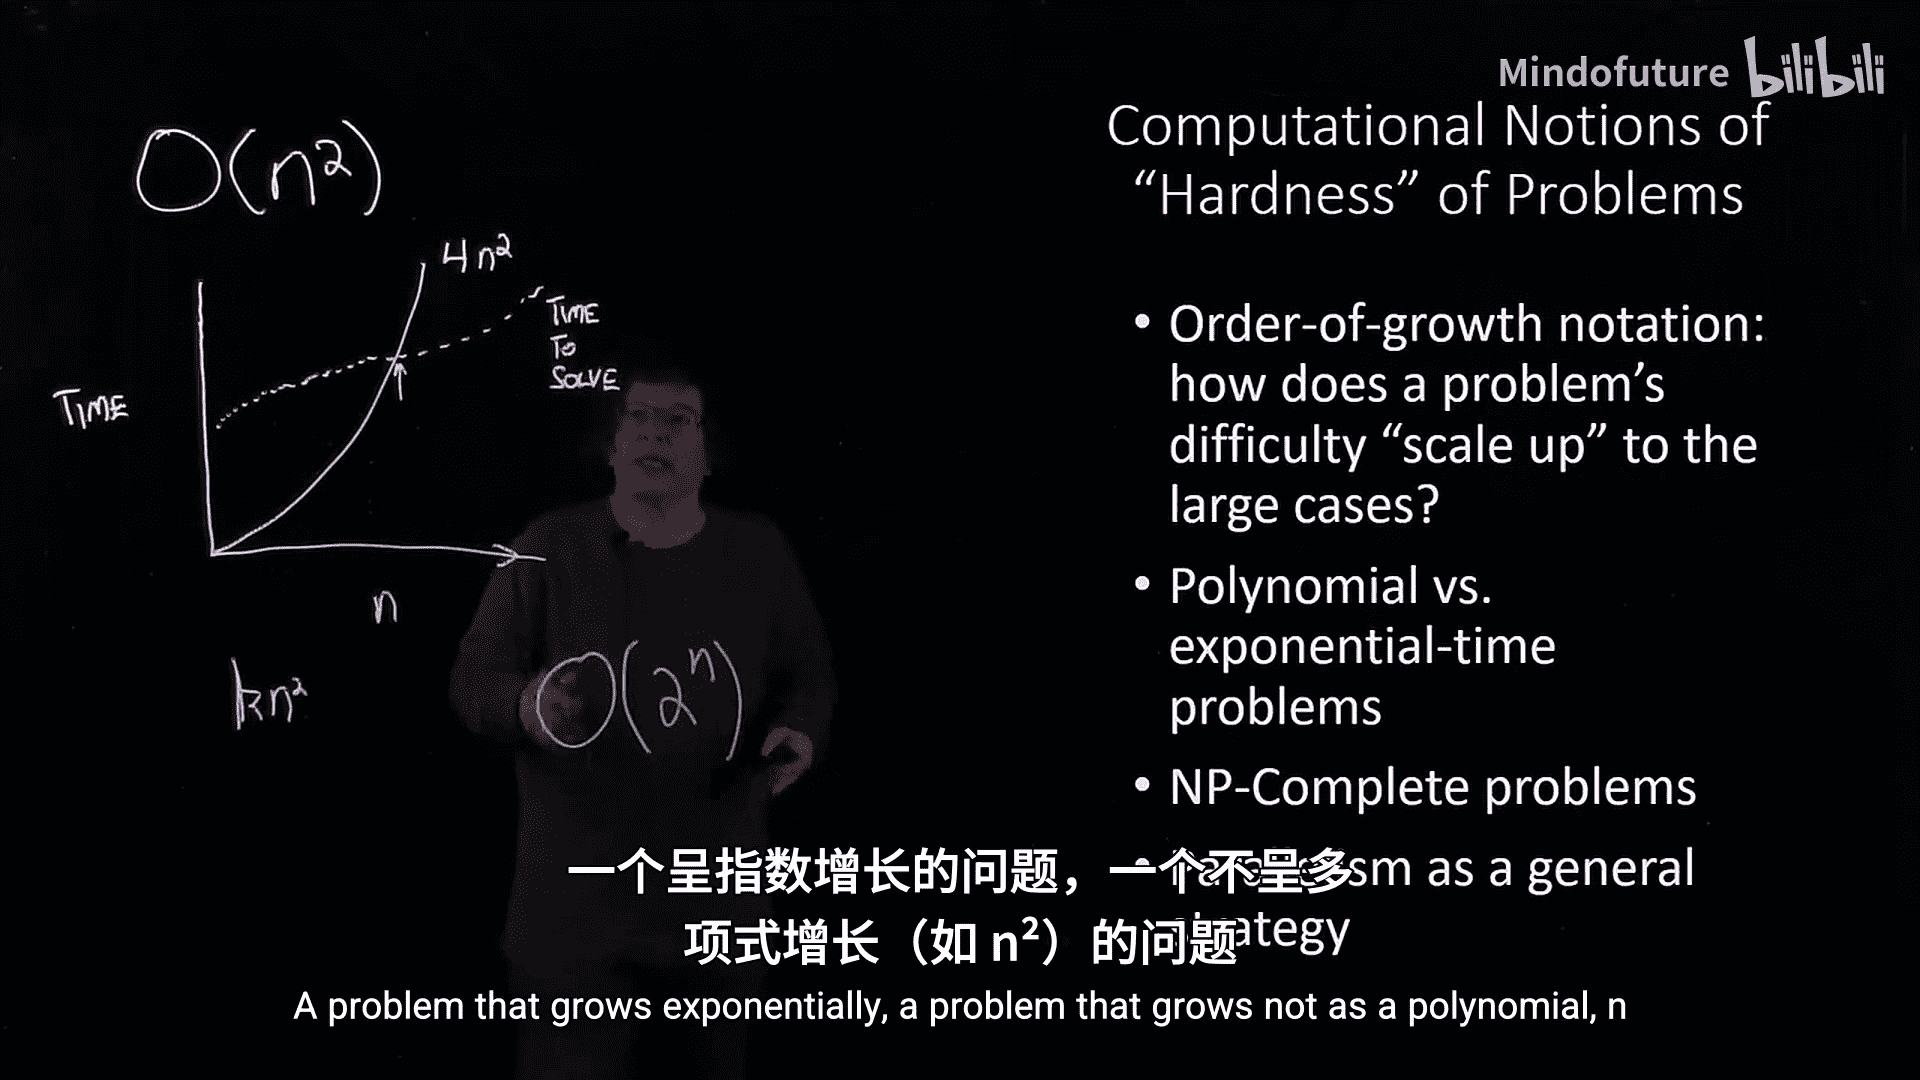 Mindofuture bilibili
O(n²)
4n²
TIME
TO
SOLVE
TIME
n
kn²
O(2ⁿ)
Computational Notions of
“Hardness” of Problems
• Order-of-growth notation:
how does a problem’s
difficulty “scale up” to the
large cases?
• Polynomial vs.
exponential-time
problems
• NP-Complete problems
• Parallelism as a general
strategy
一个呈指数增长的问题，一个不呈多
项式增长（如 n²）的问题
A problem that grows exponentially, a problem that grows not as a polynomial, n